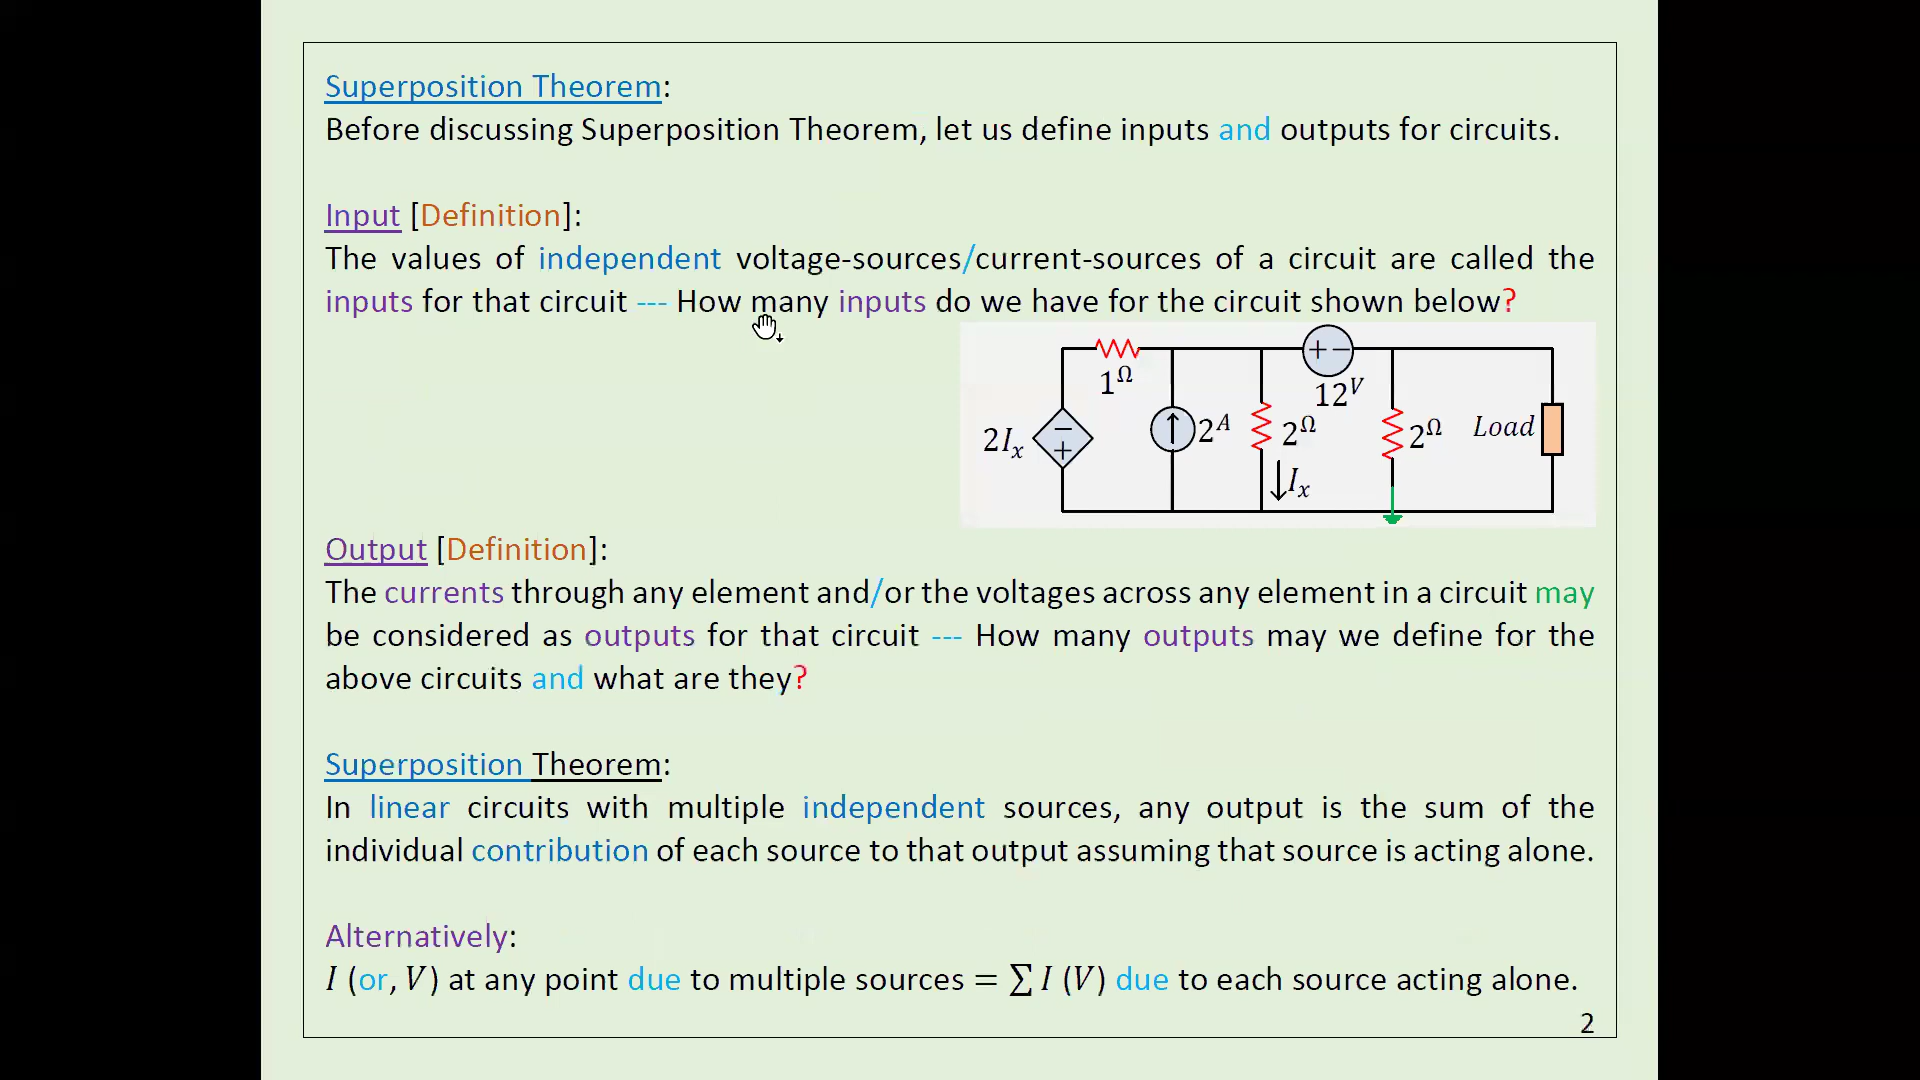 Superposition Theorem:
Before discussing Superposition Theorem, let us define inputs and outputs for circuits.
Input [Definition]:
The values of independent voltage-sources/current-sources of a circuit are called the
inputs for that circuit --- How many inputs do we have for the circuit shown below?
1Ω
12V
2Ix
2A
2Ω
2Ω
Load
Ix
Output [Definition]:
The currents through any element and/or the voltages across any element in a circuit may
be considered as outputs for that circuit --- How many outputs may we define for the
above circuits and what are they?
Superposition Theorem:
In linear circuits with multiple independent sources, any output is the sum of the
individual contribution of each source to that output assuming that source is acting alone.
Alternatively:
I (or, V) at any point due to multiple sources = ∑ I (V) due to each source acting alone.
2